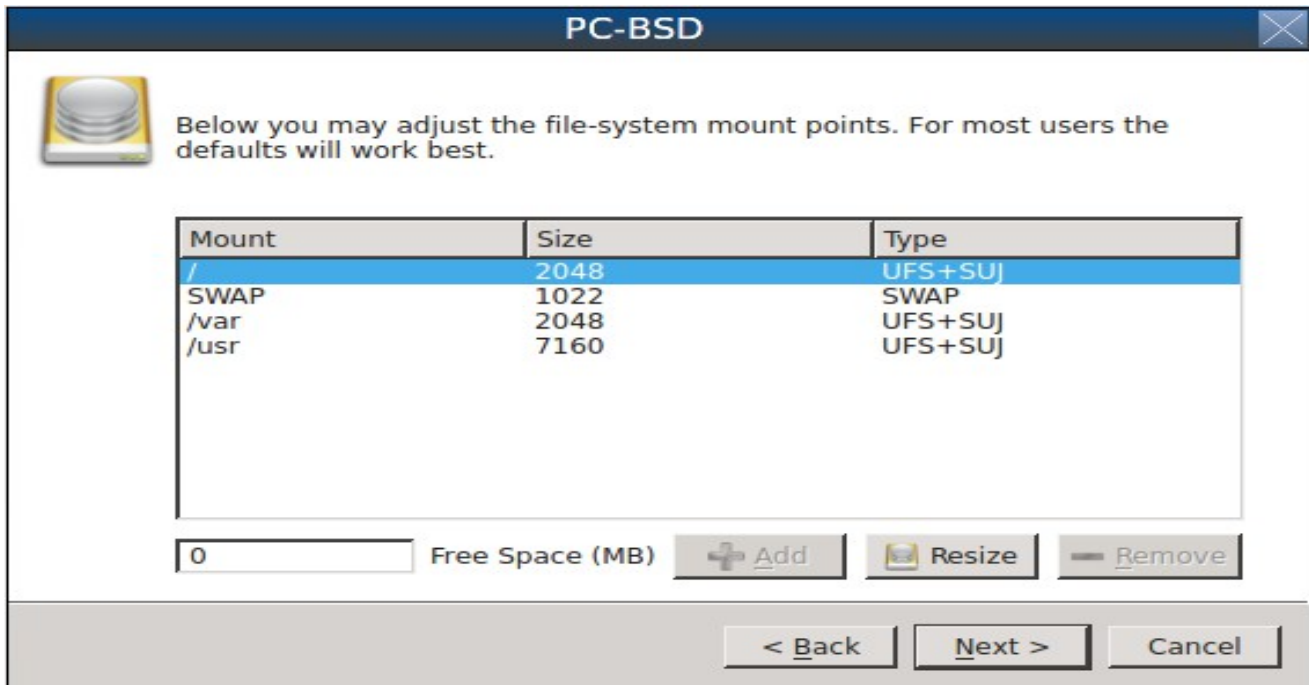 PC-BSD
Below you may adjust the file-system mount points. For most users the
defaults will work best.
Mount Size Type
/ 2048 UFS+SUJ
SWAP 1022 SWAP
/var 2048 UFS+SUJ
/usr 7160 UFS+SUJ
0 Free Space (MB) Add Resize Remove
< Back Next > Cancel